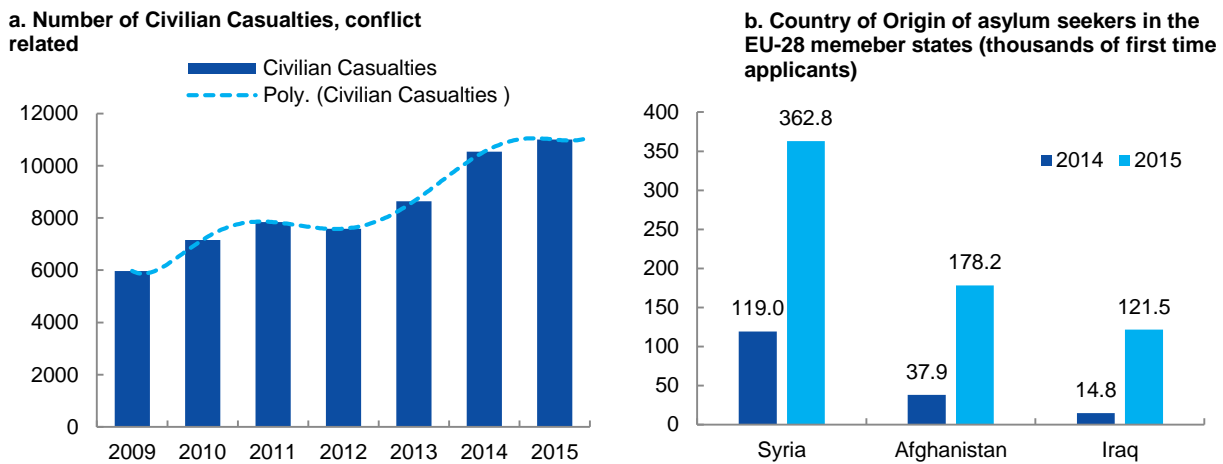 a. Number of Civilian Casualties, conflict
related
Civilian Casualties
Poly. (Civilian Casualties )
12000
10000
8000
6000
4000
2000
0
2009 2010 2011 2012 2013 2014 2015
b. Country of Origin of asylum seekers in the
EU-28 memeber states (thousands of first time
applicants)
400
350
300
250
200
150
100
50
0
2014 2015
119.0
362.8
37.9
178.2
14.8
121.5
Syria Afghanistan Iraq